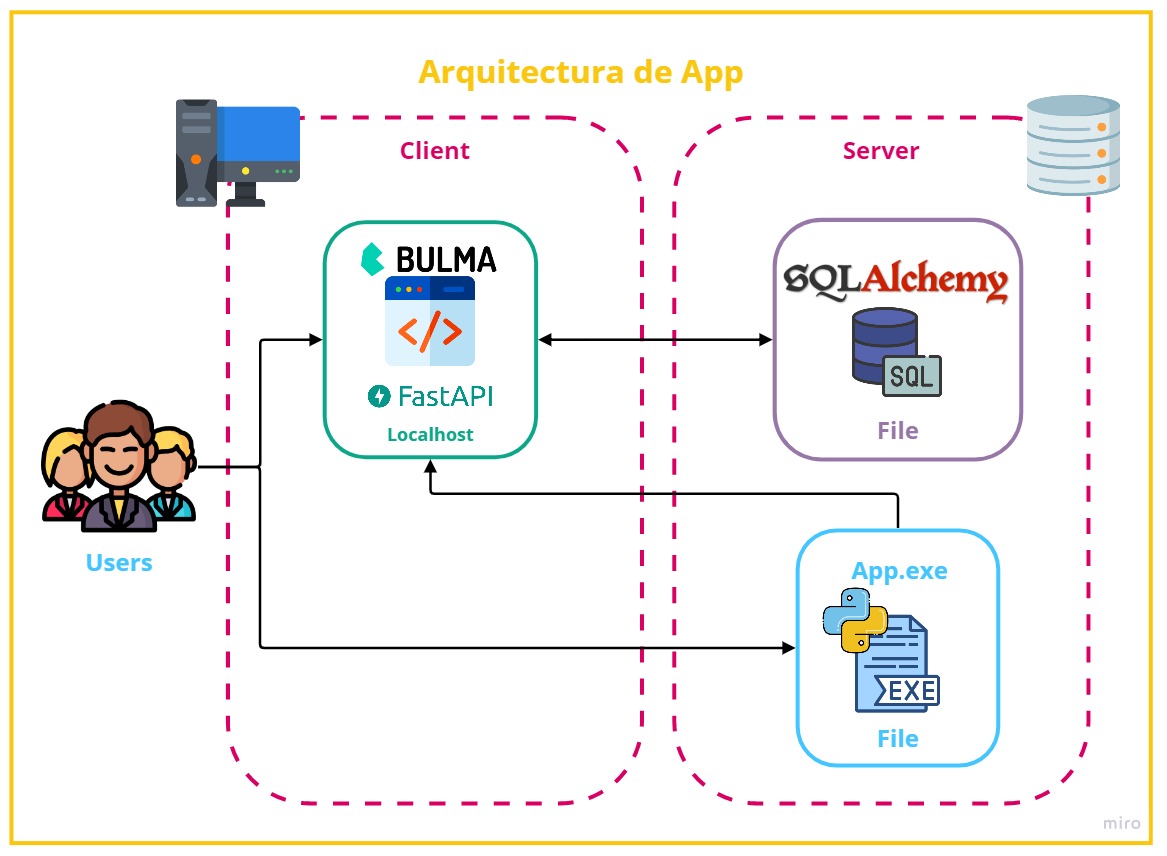 Arquitectura de App
Client
Server
BULMA
</>
FastAPI
Localhost
SQLAlchemy
SQL
File
Users
App.exe
EXE
File
miro